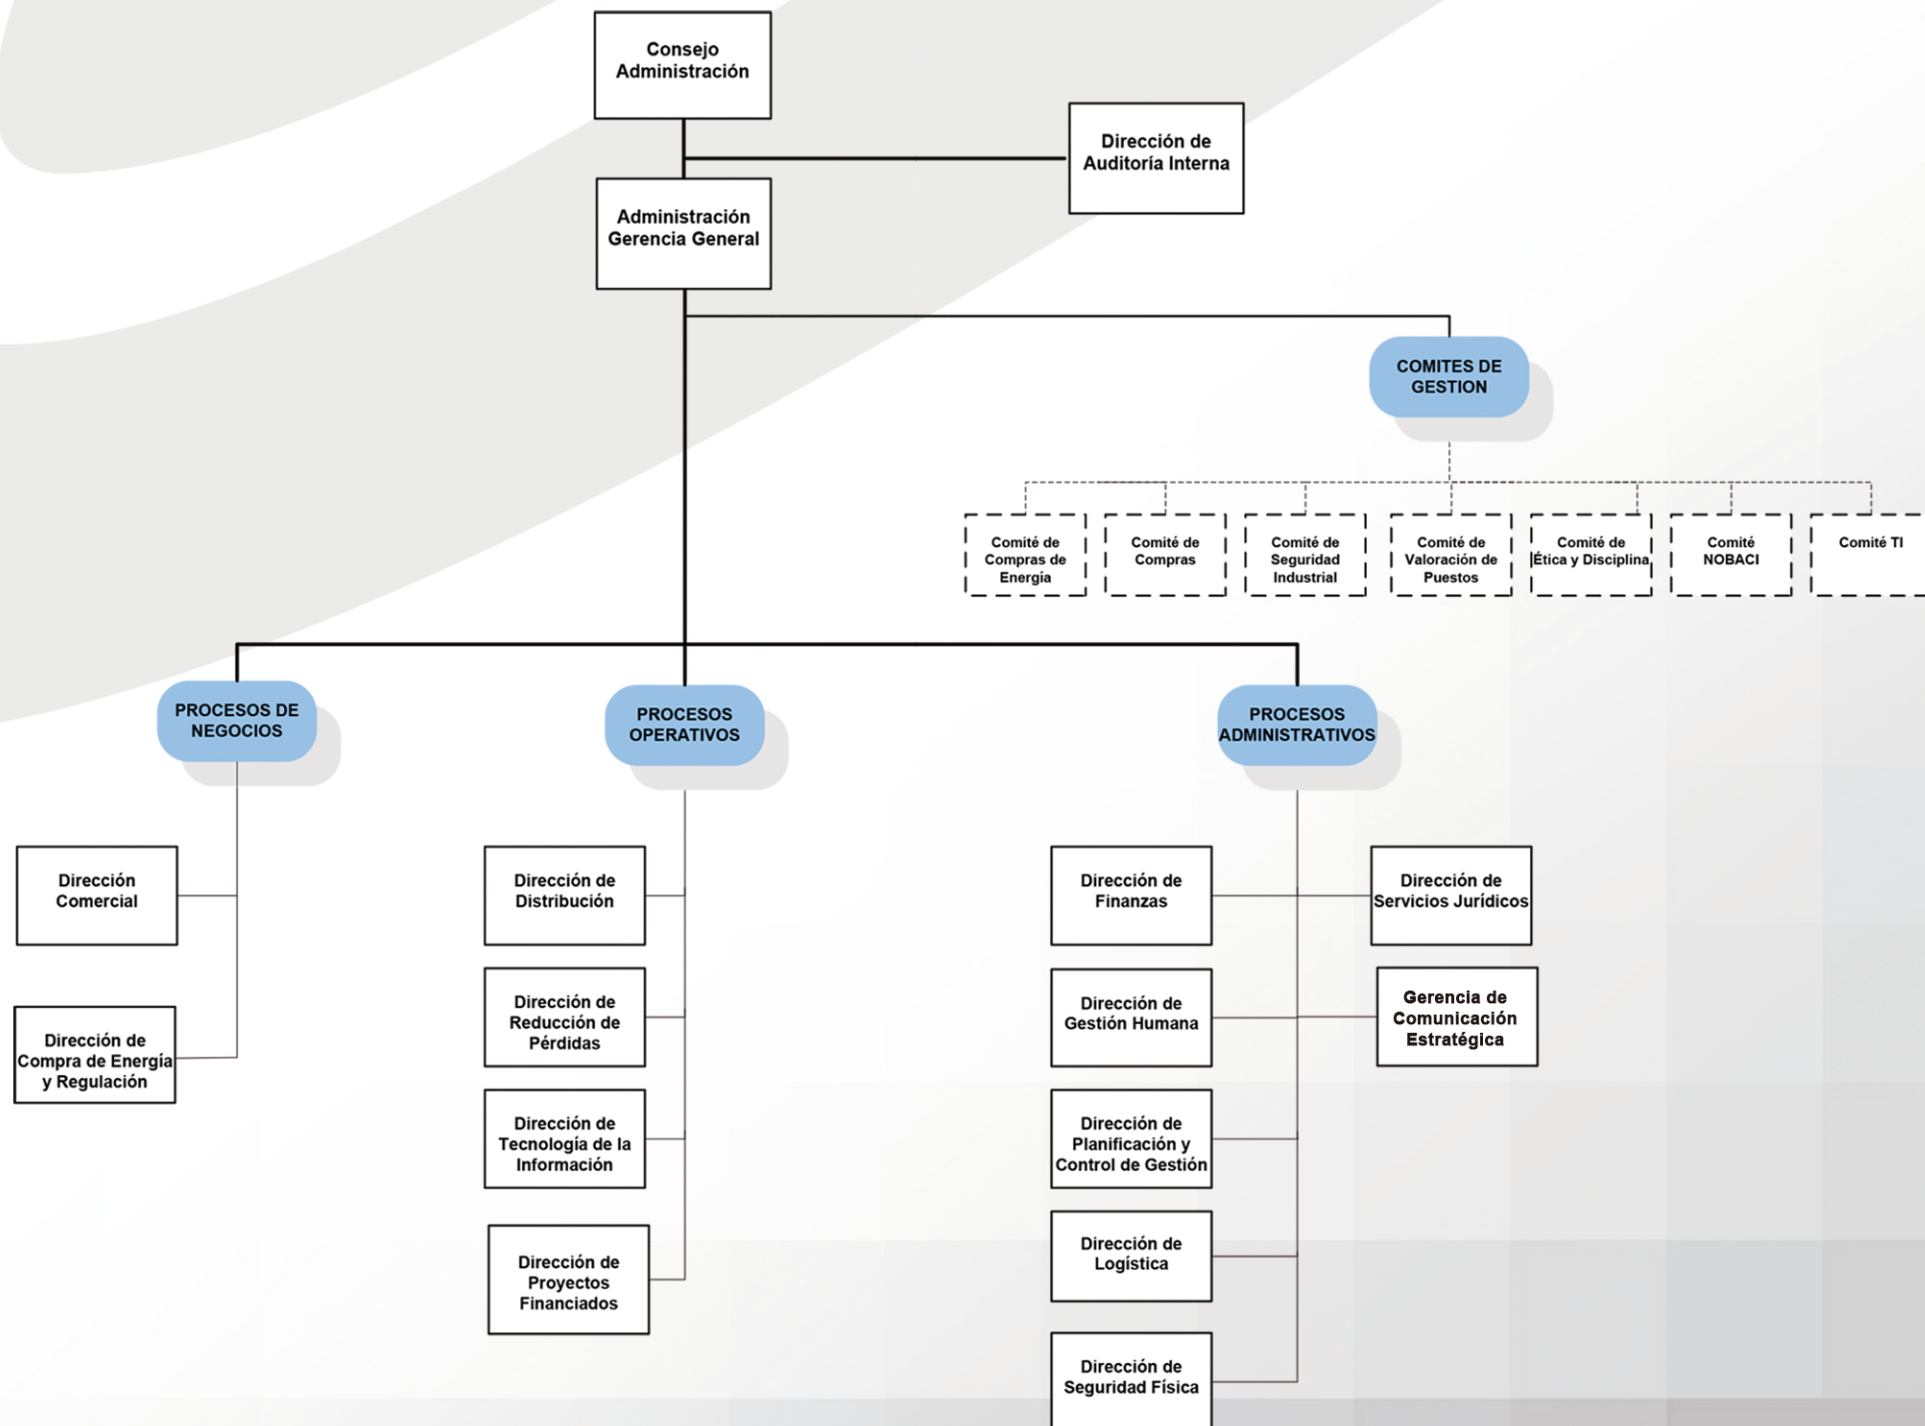 Consejo
Administración
Dirección de
Auditoría Interna
Administración
Gerencia General
COMITES DE
GESTION
Comité de
Compras de
Energía
Comité de
Compras
Comité de
Seguridad
Industrial
Comité de
Valoración de
Puestos
Comité de
Ética y Disciplina
Comité
NOBACI
Comité TI
PROCESOS DE
NEGOCIOS
PROCESOS
OPERATIVOS
PROCESOS
ADMINISTRATIVOS
Dirección
Comercial
Dirección de
Compra de Energía
y Regulación
Dirección de
Distribución
Dirección de
Reducción de
Pérdidas
Dirección de
Tecnología de la
Información
Dirección de
Proyectos
Financiados
Dirección de
Finanzas
Dirección de
Gestión Humana
Dirección de
Planificación y
Control de Gestión
Dirección de
Logística
Dirección de
Seguridad Física
Dirección de
Servicios Jurídicos
Gerencia de
Comunicación
Estratégica